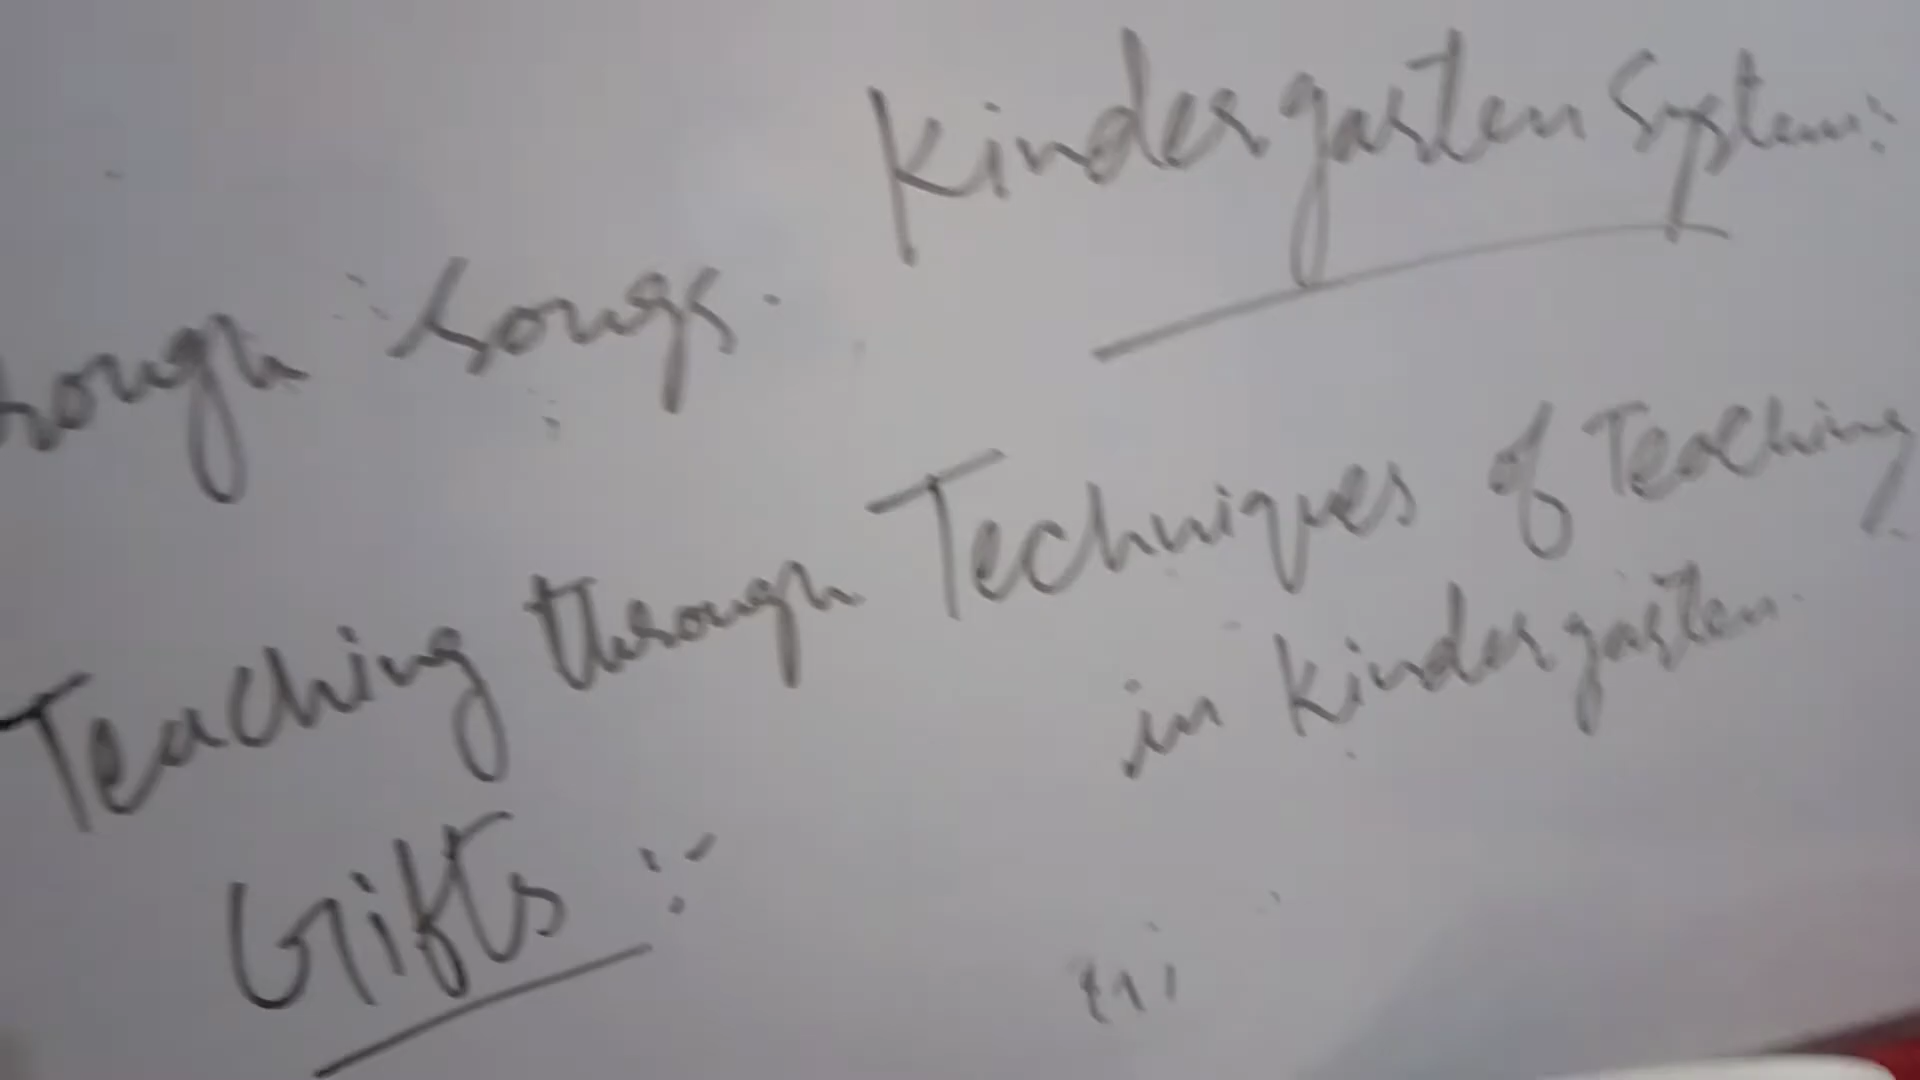 Kindergarten System:
songs.
Techniques of Teaching
in Kindergarten.
Teaching through
Gifts :-